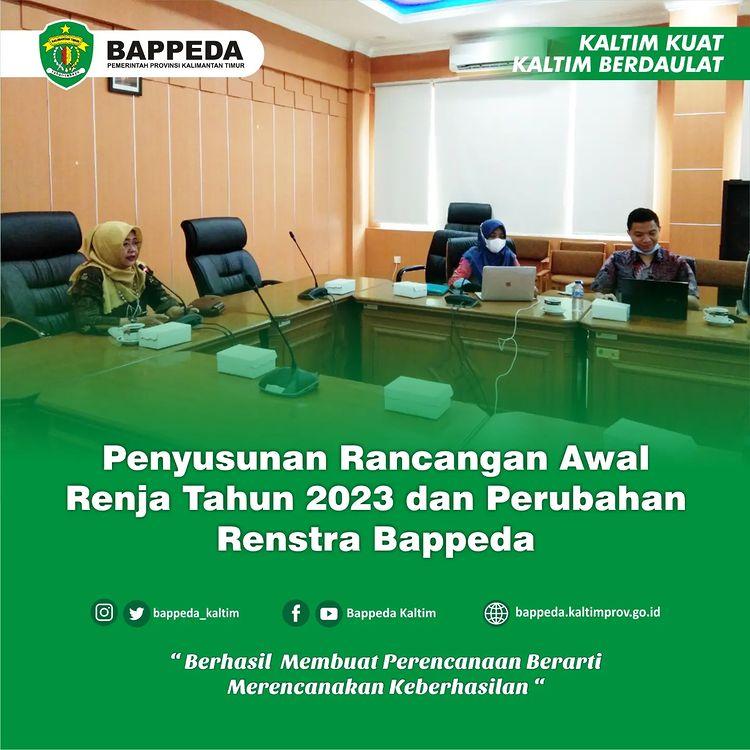 BAPPEDA
PEMERINTAH PROVINSI KALIMANTAN TIMUR
KALTIM KUAT
KALTIM BERDAULAT
Penyusunan Rancangan Awal
Renja Tahun 2023 dan Perubahan
Renstra Bappeda
bappeda_kaltim
Bappeda Kaltim
bappeda.kaltimprov.go.id
“ Berhasil Membuat Perencanaan Berarti
Merencanakan Keberhasilan “